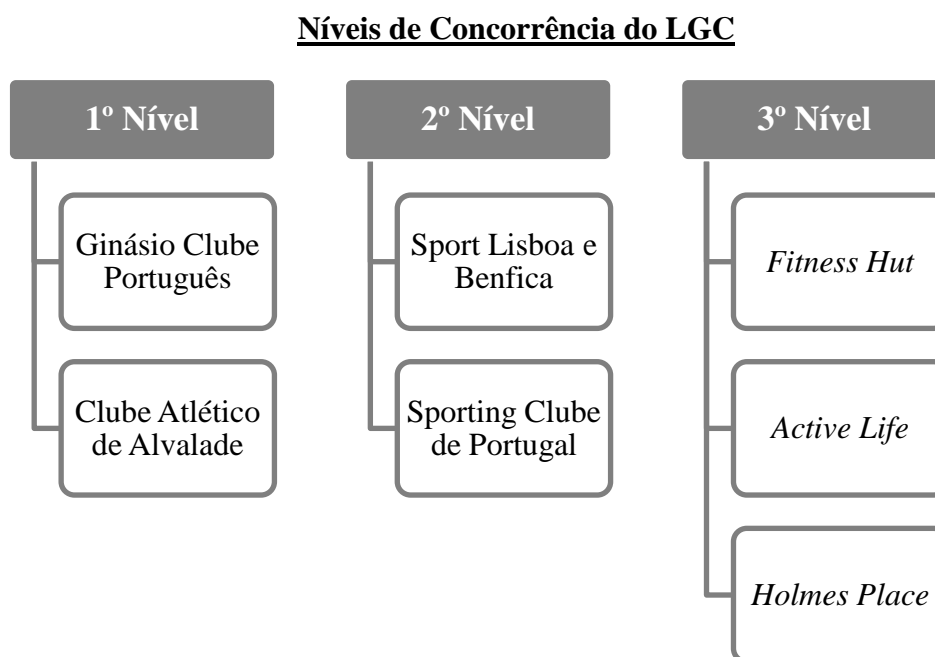 Níveis de Concorrência do LGC
1º Nível
Ginásio Clube
Português
Clube Atlético
de Alvalade
2º Nível
Sport Lisboa e
Benfica
Sporting Clube
de Portugal
3º Nível
Fitness Hut
Active Life
Holmes Place